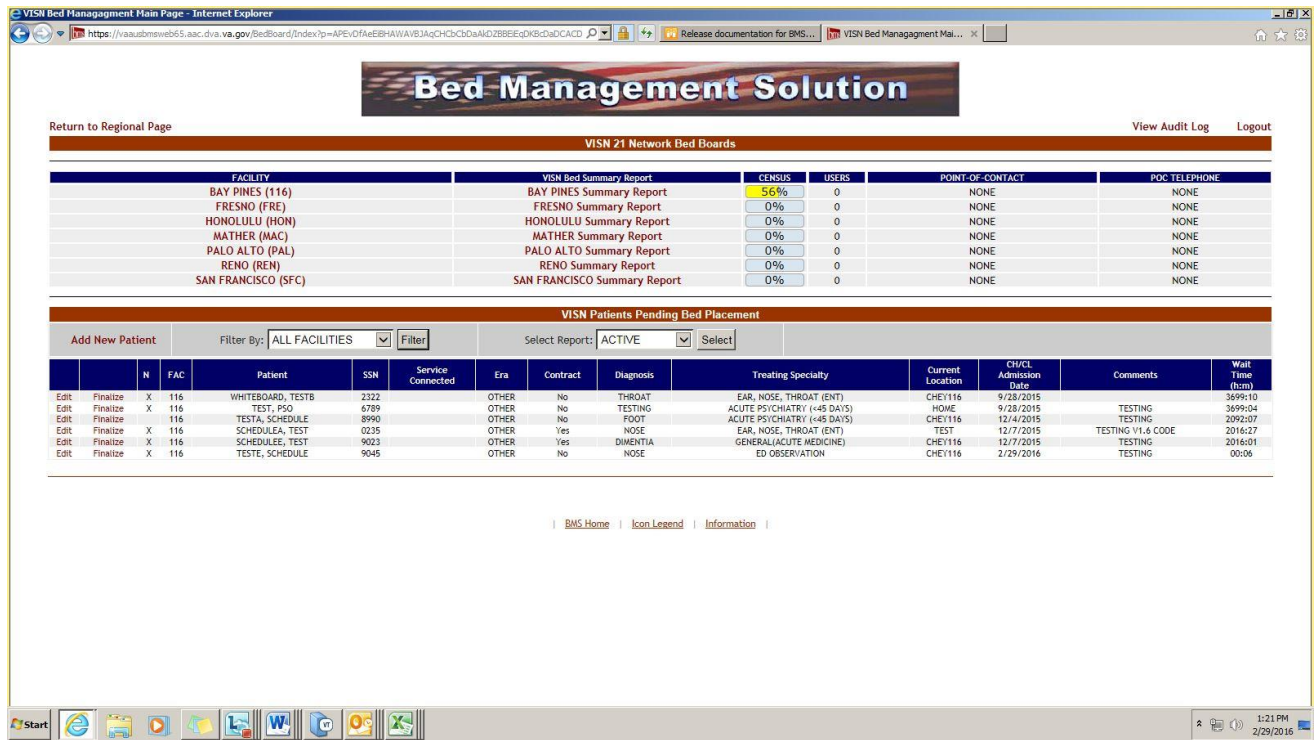 VISN Bed Managagment Main Page - Internet Explorer
Release documentation for BMS... VISN Bed Managagment Mai...
Bed Management Solution
Return to Regional Page View Audit Log Logout
VISN 21 Network Bed Boards
FACILITY VISN Bed Summary Report CENSUS USERS POINT-OF-CONTACT POC TELEPHONE
BAY PINES (116) BAY PINES Summary Report 56% 0 NONE NONE
FRESNO (FRE) FRESNO Summary Report 0% 0 NONE NONE
HONOLULU (HON) HONOLULU Summary Report 0% 0 NONE NONE
MATHER (MAC) MATHER Summary Report 0% 0 NONE NONE
PALO ALTO (PAL) PALO ALTO Summary Report 0% 0 NONE NONE
RENO (REN) RENO Summary Report 0% 0 NONE NONE
SAN FRANCISCO (SFC) SAN FRANCISCO Summary Report 0% 0 NONE NONE
VISN Patients Pending Bed Placement
Add New Patient Filter By: ALL FACILITIES Filter Select Report: ACTIVE Select
N FAC Patient SSN Service Connected Era Contract Diagnosis Treating Specialty Current Location CH/CL Admission Date Comments Wait Time (h:m)
Edit Finalize X 116 WHITEBOARD, TESTB 2322 OTHER No THROAT EAR, NOSE, THROAT (ENT) CHEY116 9/28/2015 3699:10
Edit Finalize X 116 TEST, PSO 6789 OTHER No TESTING ACUTE PSYCHIATRY (<45 DAYS) HOME 9/28/2015 TESTING 3699:04
Edit Finalize 116 TESTA, SCHEDULE 8990 OTHER No FOOT ACUTE PSYCHIATRY (<45 DAYS) CHEY116 12/4/2015 TESTING 2092:07
Edit Finalize X 116 SCHEDULEA, TEST 0235 OTHER Yes NOSE EAR, NOSE, THROAT (ENT) TEST 12/7/2015 TESTING V1.6 CODE 2016:27
Edit Finalize X 116 SCHEDULEE, TEST 9023 OTHER Yes DIMENTIA GENERAL(ACUTE MEDICINE) CHEY116 12/7/2015 TESTING 2016:01
Edit Finalize X 116 TESTE, SCHEDULE 9045 OTHER No NOSE ED OBSERVATION CHEY116 2/29/2016 TESTING 00:06
| BMS Home | Icon Legend | Information |
Start 1:21 PM
2/29/2016